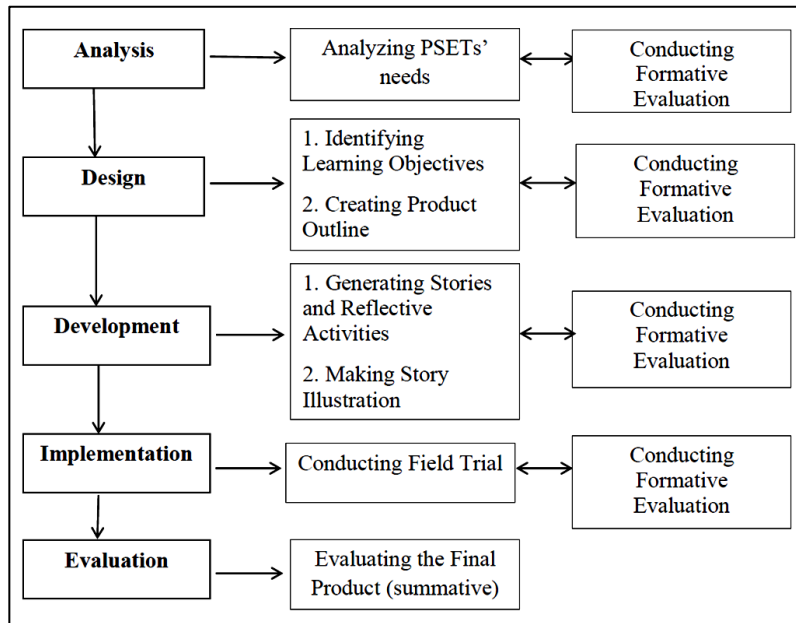 Analysis
Analyzing PSETs’
needs
Conducting
Formative
Evaluation
Design
1. Identifying
Learning Objectives
2. Creating Product
Outline
Conducting
Formative
Evaluation
Development
1. Generating Stories
and Reflective
Activities
2. Making Story
Illustration
Conducting
Formative
Evaluation
Implementation
Conducting Field Trial
Conducting
Formative
Evaluation
Evaluation
Evaluating the Final
Product (summative)